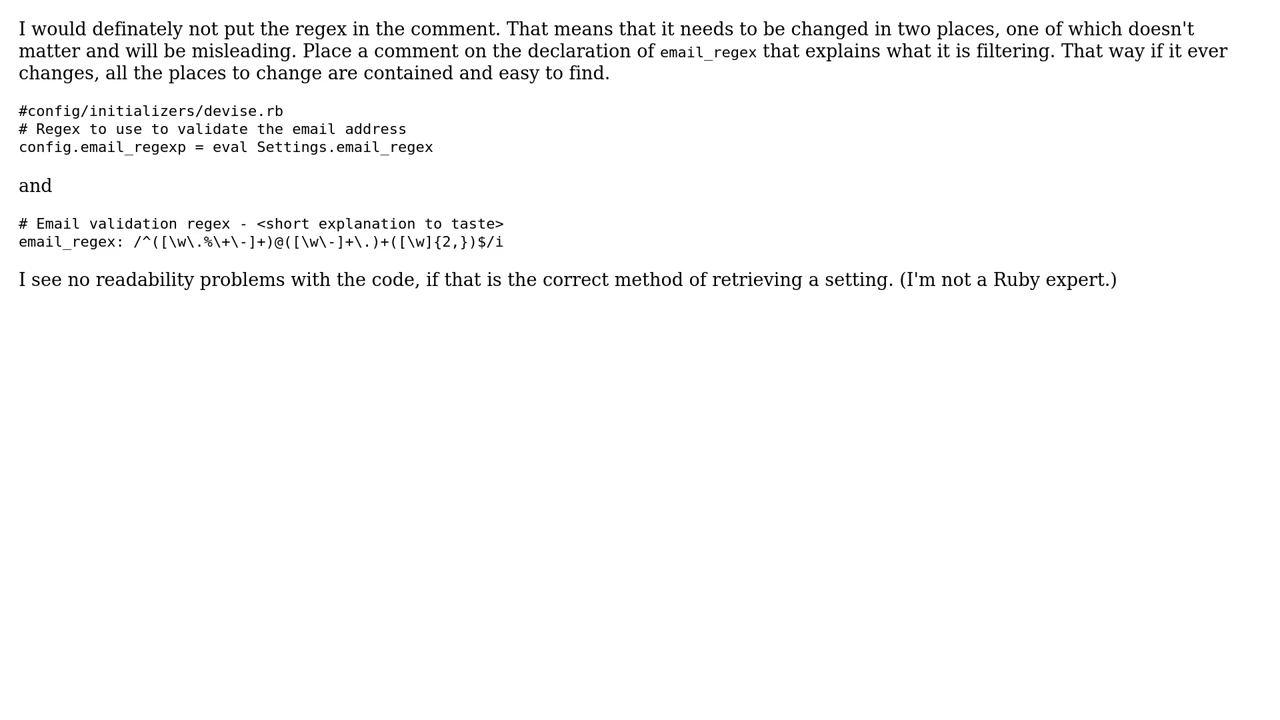 I would definately not put the regex in the comment. That means that it needs to be changed in two places, one of which doesn't
matter and will be misleading. Place a comment on the declaration of email_regex that explains what it is filtering. That way if it ever
changes, all the places to change are contained and easy to find.
#config/initializers/devise.rb
# Regex to use to validate the email address
config.email_regexp = eval Settings.email_regex
and
# Email validation regex - <short explanation to taste>
email_regex: /^([\w\.%\+\-]+)@([\w\-]+\.)+([\w]{2,})$/i
I see no readability problems with the code, if that is the correct method of retrieving a setting. (I'm not a Ruby expert.)